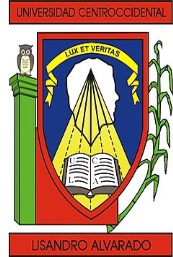 UNIVERSIDAD CENTROCCIDENTAL
LUX ET VERITAS
LISANDRO ALVARADO